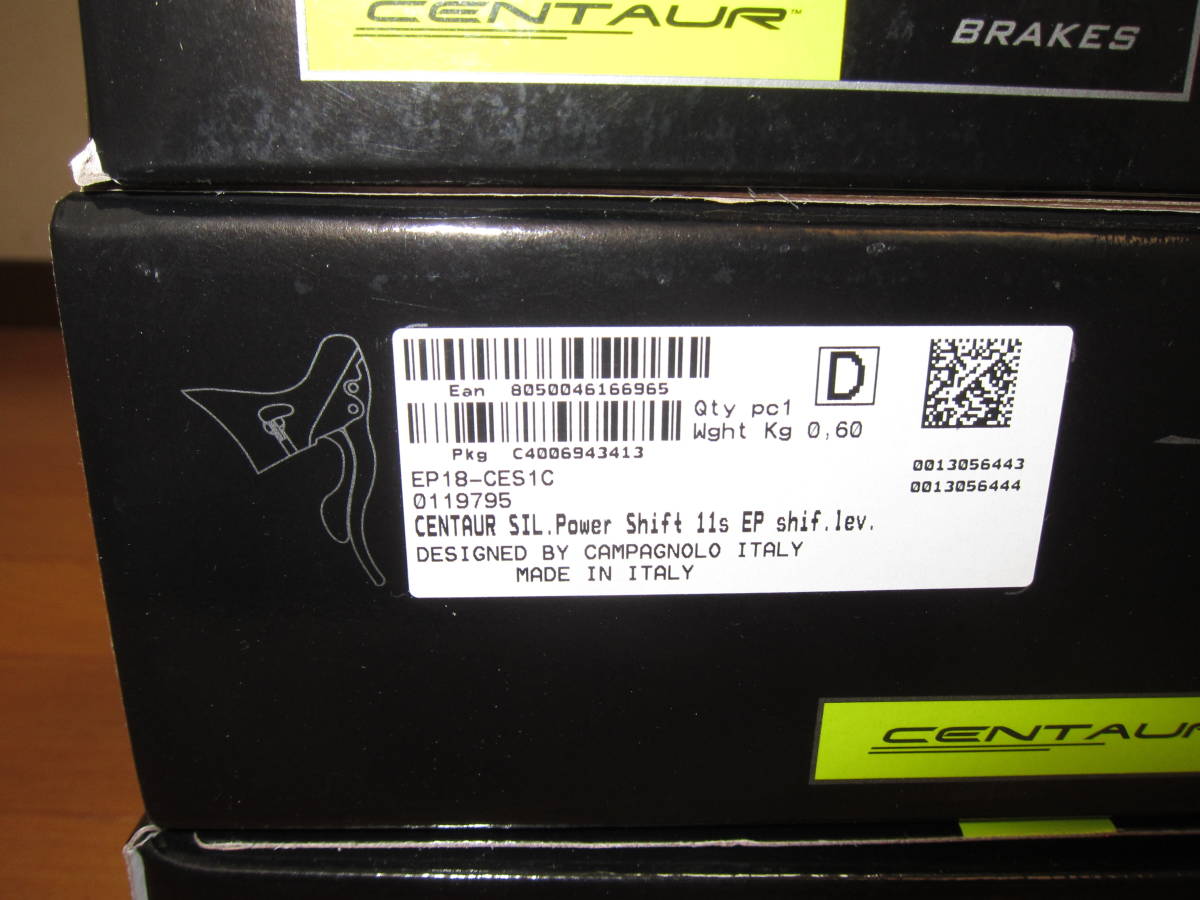 CENTAUR™
BRAKES
Ean 8050046166965
D
Qty pc1
Pkg C4006943413
Wght Kg 0,60
EP18-CES1C
0013056443
0119795
0013056444
CENTAUR SIL.Power Shift 11s EP shif.lev.
DESIGNED BY CAMPAGNOLO ITALY
MADE IN ITALY
CENTAUR